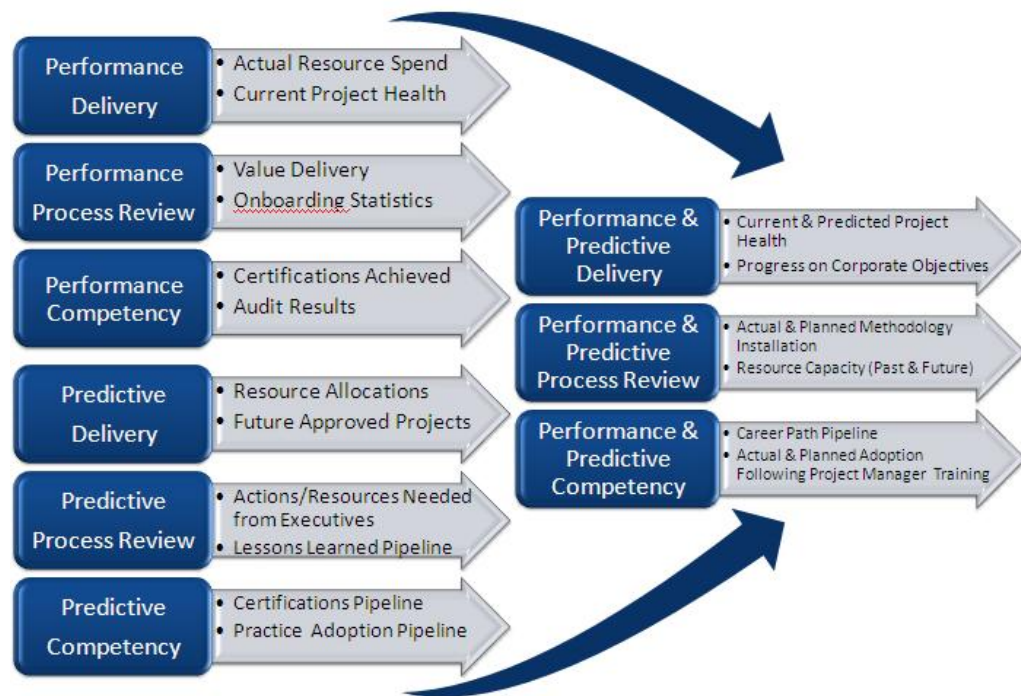 Performance
Delivery
• Actual Resource Spend
• Current Project Health
Performance
Process Review
• Value Delivery
• Onboarding Statistics
Performance
Competency
• Certifications Achieved
• Audit Results
Predictive
Delivery
• Resource Allocations
• Future Approved Projects
Predictive
Process Review
• Actions/Resources Needed
from Executives
• Lessons Learned Pipeline
Predictive
Competency
• Certifications Pipeline
• Practice Adoption Pipeline
Performance &
Predictive
Delivery
• Current & Predicted Project
Health
• Progress on Corporate Objectives
Performance &
Predictive
Process Review
• Actual & Planned Methodology
Installation
• Resource Capacity (Past & Future)
Performance &
Predictive
Competency
• Career Path Pipeline
• Actual & Planned Adoption
Following Project Manager Training